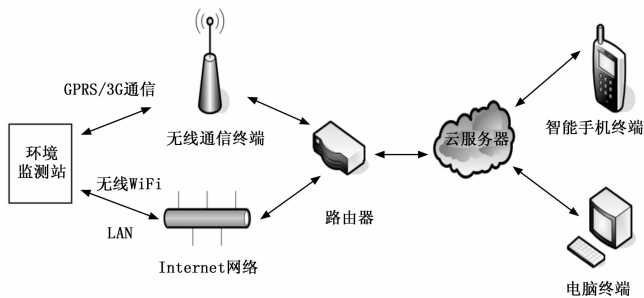 GPRS/3G通信
无线通信终端
环境
监测站
无线WiFi
LAN
Internet网络
路由器
云服务器
智能手机终端
电脑终端